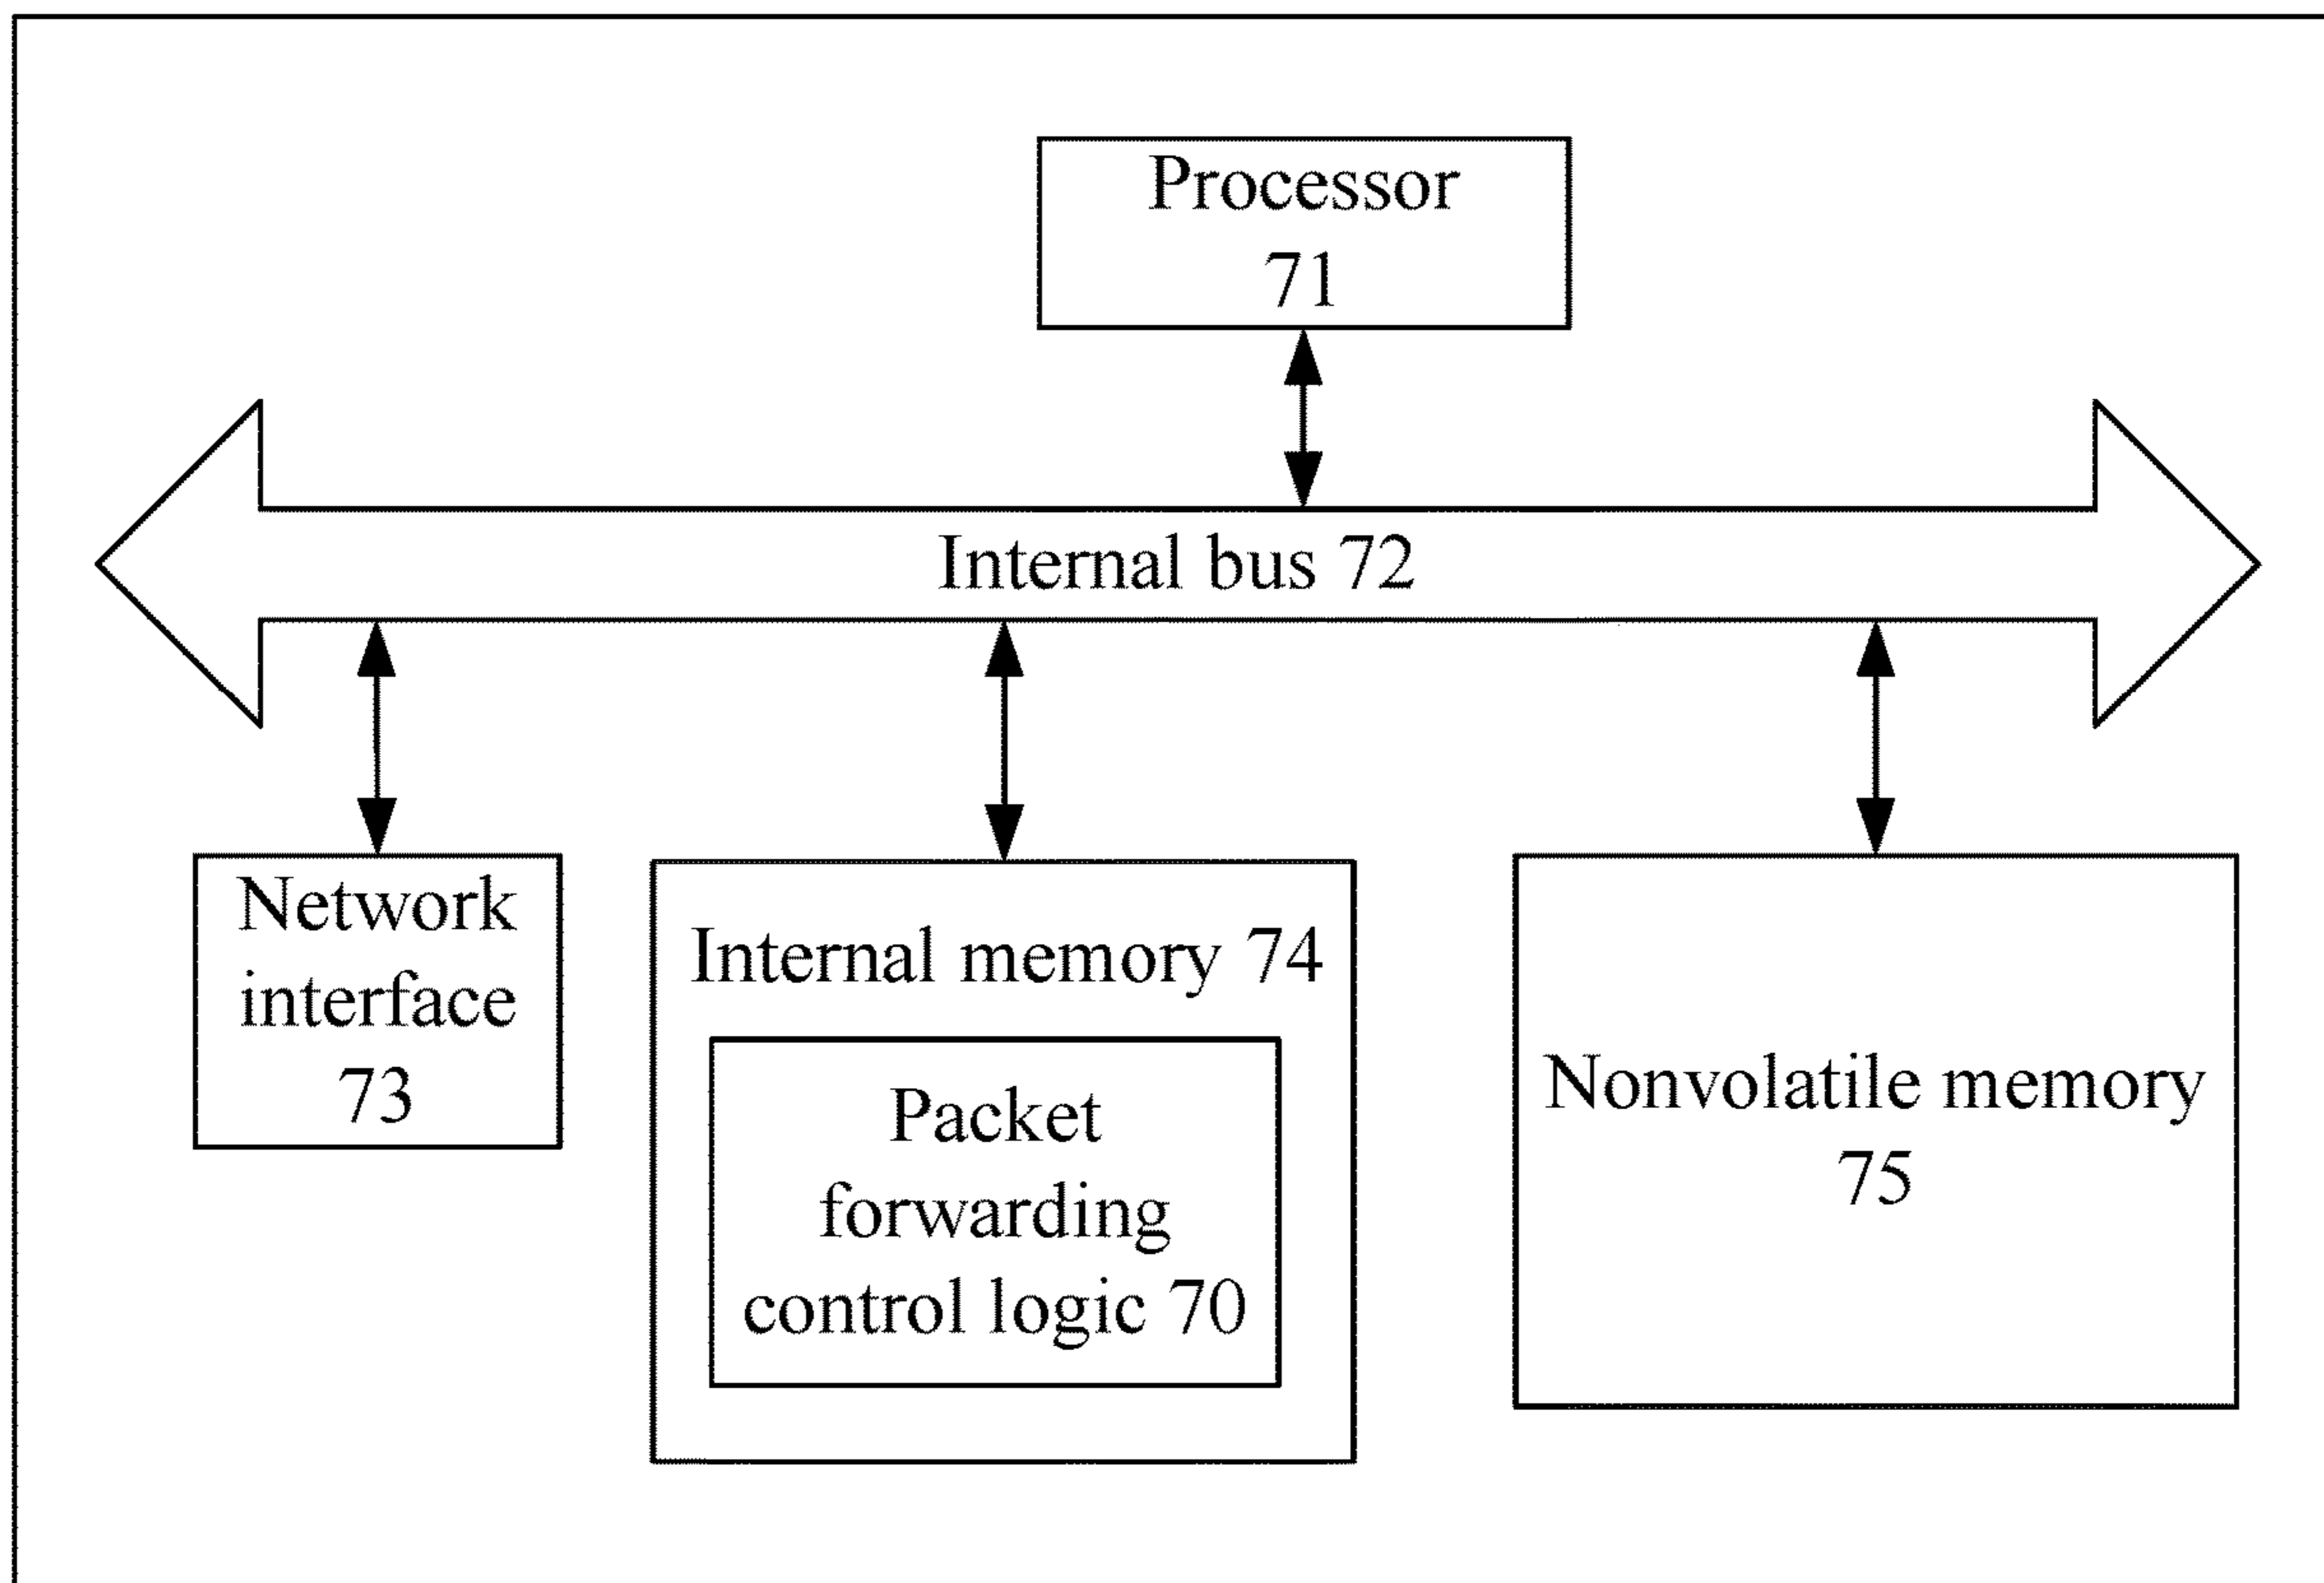 Processor
71
Internal bus 72
Network
interface
73
Internal memory 74
Packet
forwarding
control logic 70
Nonvolatile memory
75